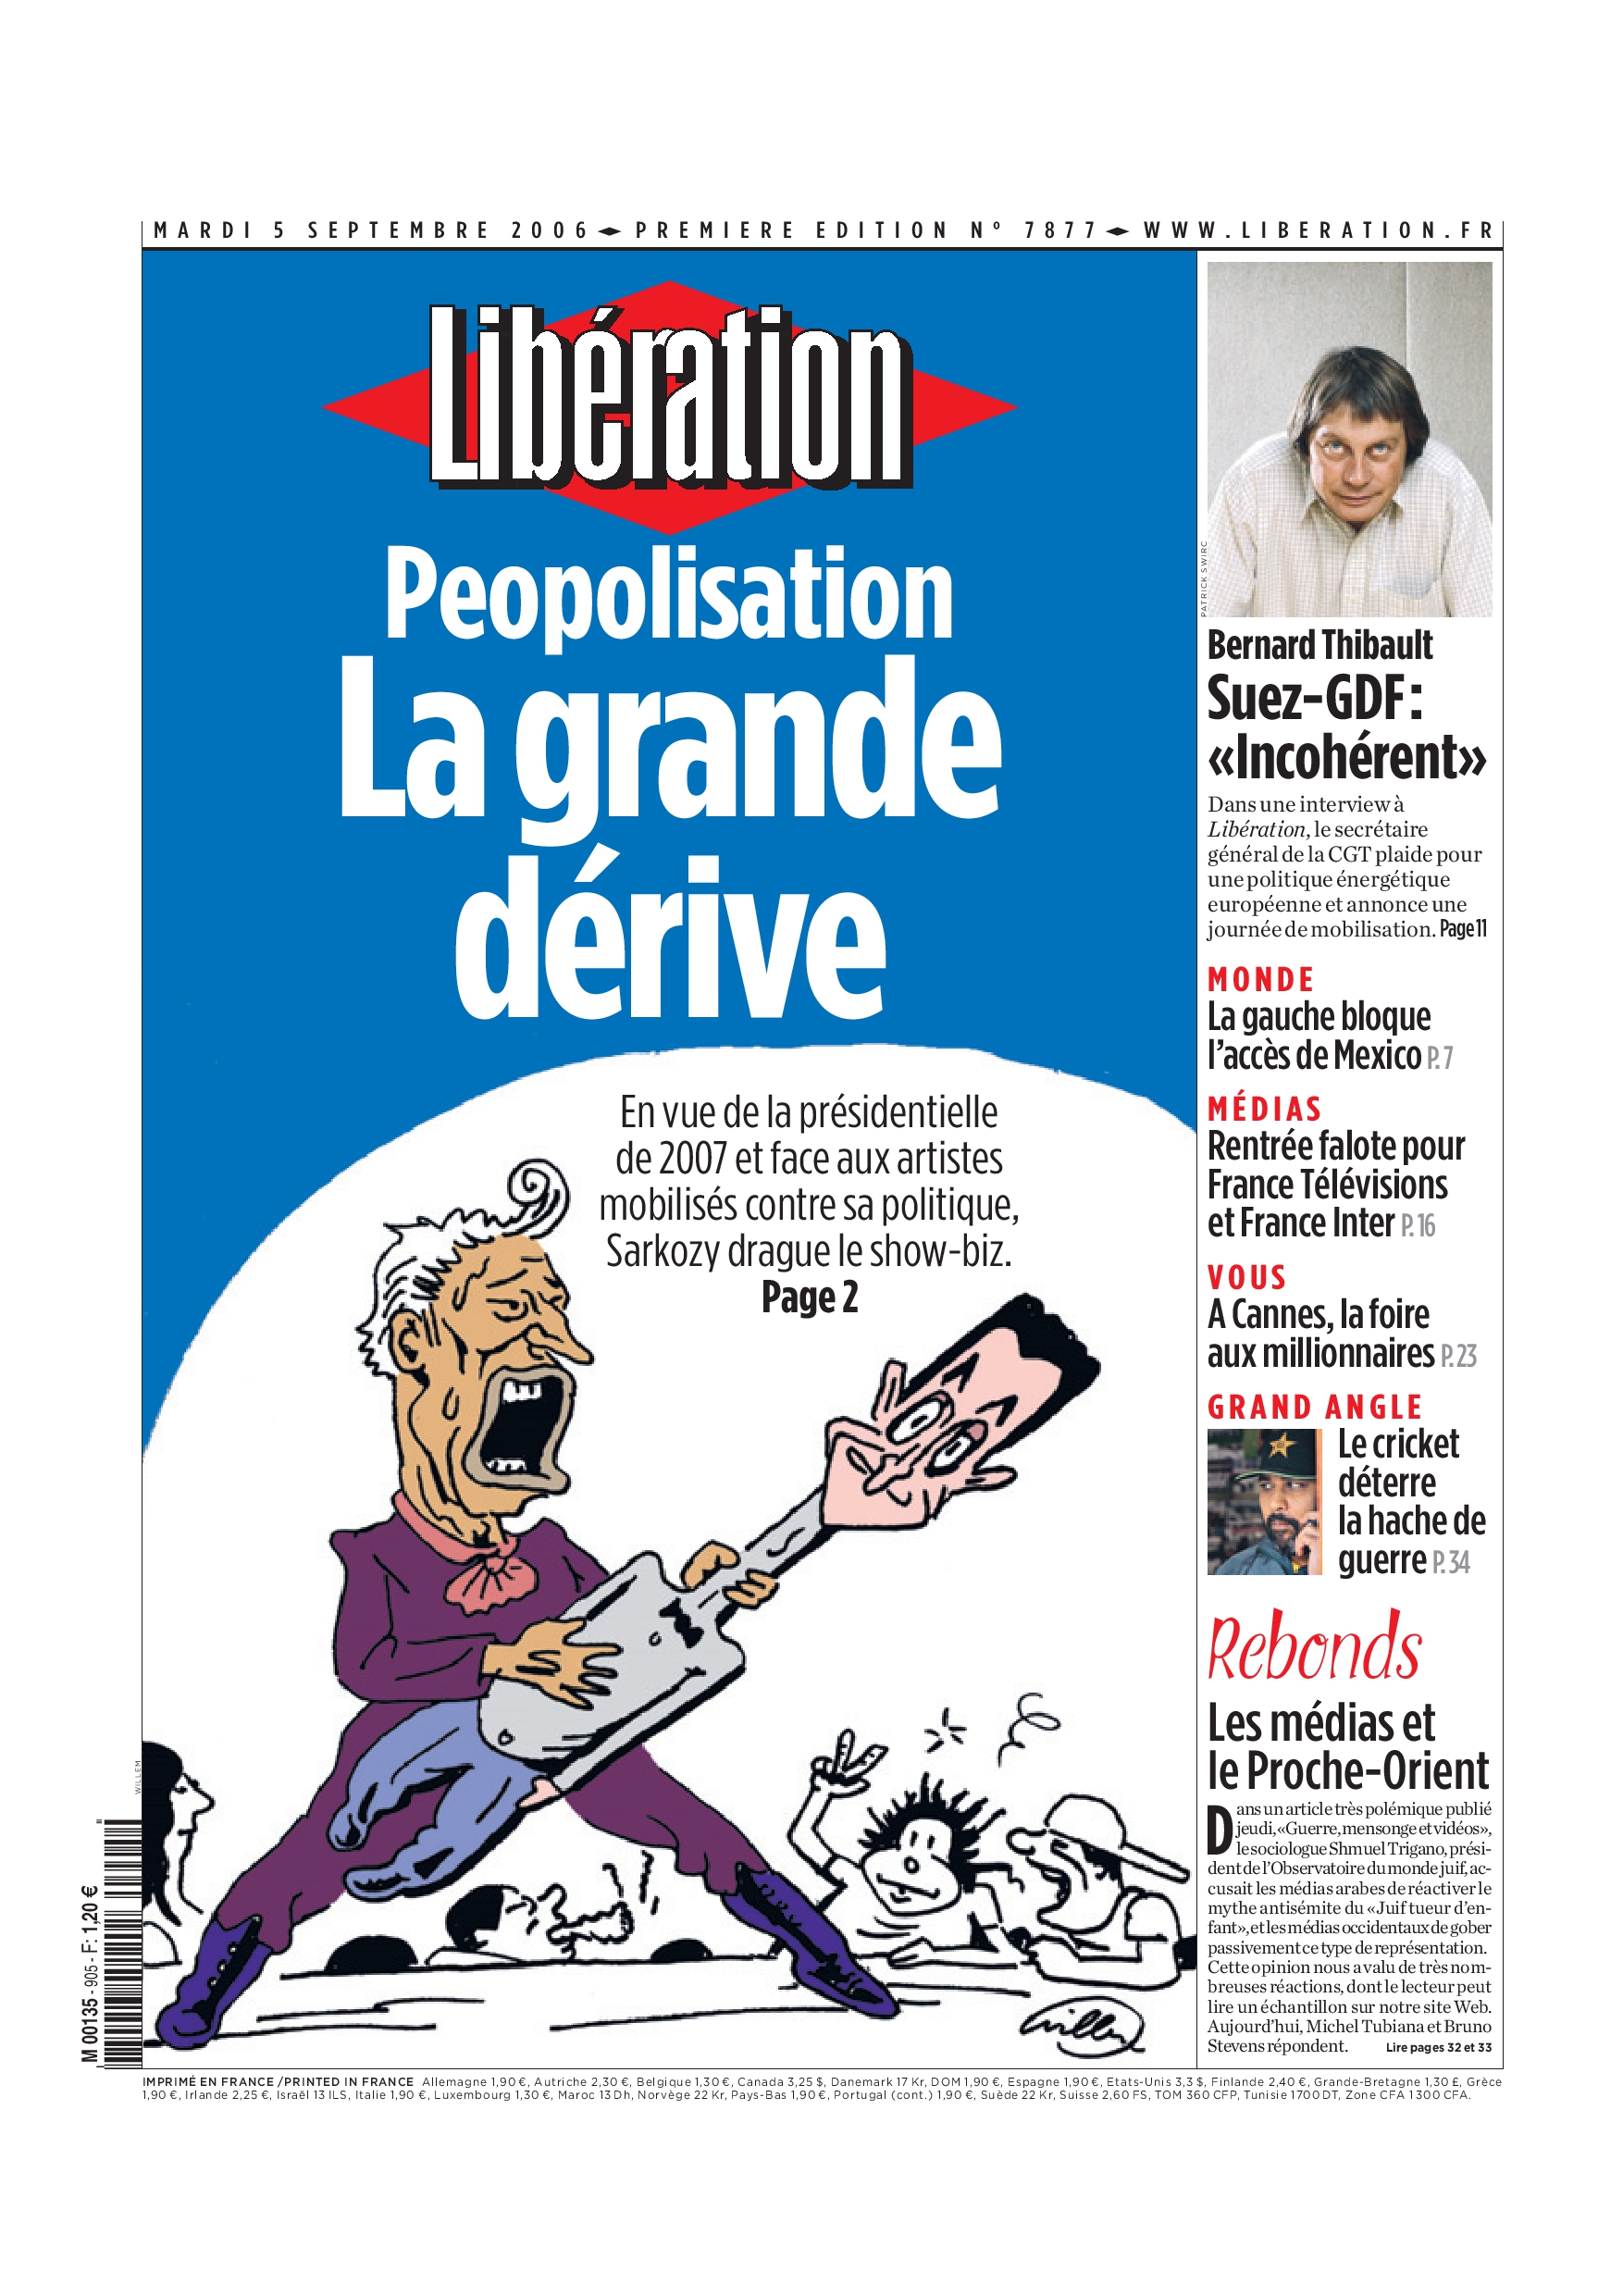 MARDI 5 SEPTEMBRE 2006 ◆ PREMIERE EDITION Nº 7877 ◆ WWW.LIBERATION.FR
Libération
Peopolisation
La grande
dérive
En vue de la présidentielle
de 2007 et face aux artistes
mobilisés contre sa politique,
Sarkozy drague le show-biz.
Page 2
Willem
WILLEM
M 00135 - 905 - F: 1,20 €
PATRICK SWIRC
Bernard Thibault
Suez-GDF:
«Incohérent»
Dans une interview à
Libération, le secrétaire
général de la CGT plaide pour
une politique énergétique
européenne et annonce une
journée de mobilisation. Page 11
MONDE
La gauche bloque
l'accès de Mexico P. 7
MÉDIAS
Rentrée falote pour
France Télévisions
et France Inter P. 16
VOUS
A Cannes, la foire
aux millionnaires P. 23
GRAND ANGLE
Le cricket
déterre
la hache de
guerre P. 34
Rebonds
Les médias et
le Proche-Orient
Dans un article très polémique publié
jeudi, «Guerre, mensonge et vidéos»,
le sociologue Shmuel Trigano, prési-
dent de l'Observatoire du monde juif, ac-
cusait les médias arabes de réactiver le
mythe antisémite du «Juif tueur d'en-
fant», et les médias occidentaux de gober
passivement ce type de représentation.
Cette opinion nous a valu de très nom-
breuses réactions, dont le lecteur peut
lire un échantillon sur notre site Web.
Aujourd'hui, Michel Tubiana et Bruno
Stevens répondent. Lire pages 32 et 33
IMPRIMÉ EN FRANCE / PRINTED IN FRANCE Allemagne 1,90 €, Autriche 2,30 €, Belgique 1,30 €, Canada 3,25 $, Danemark 17 Kr, DOM 1,90 €, Espagne 1,90 €, Etats-Unis 3,3 $, Finlande 2,40 €, Grande-Bretagne 1,30 £, Grèce
1,90 €, Irlande 2,25 €, Israël 13 ILS, Italie 1,90 €, Luxembourg 1,30 €, Maroc 13 Dh, Norvège 22 Kr, Pays-Bas 1,90 €, Portugal (cont.) 1,90 €, Suède 22 Kr, Suisse 2,60 FS, TOM 360 CFP, Tunisie 1700 DT, Zone CFA 1300 CFA.